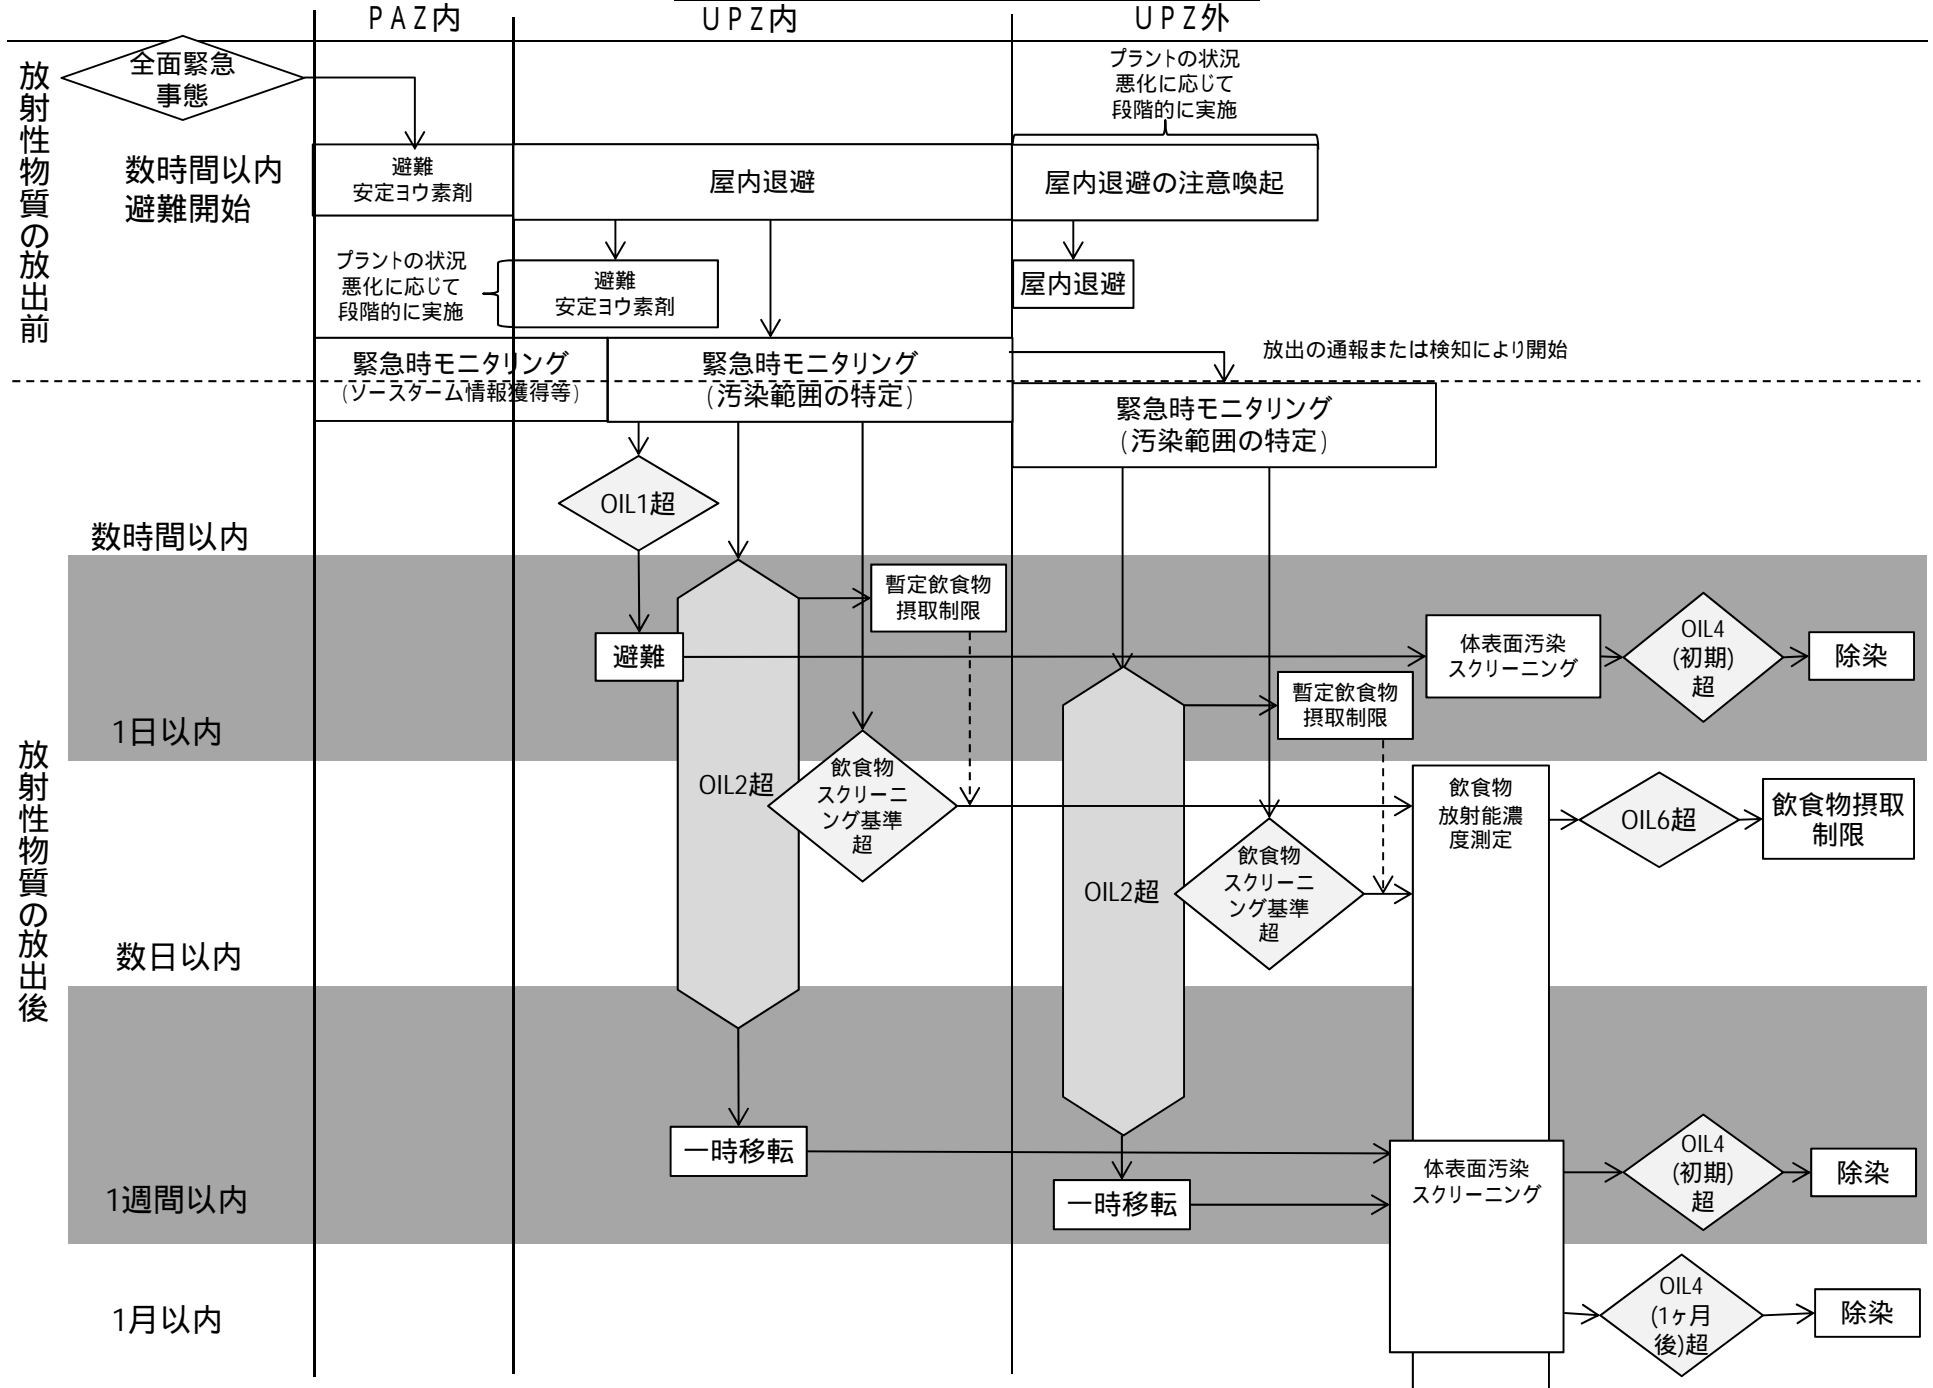 PAZ内
UPZ内
UPZ外
放射性物質の放出前
全面緊急
事態
プラントの状況
悪化に応じて
段階的に実施
数時間以内
避難開始
避難
安定ヨウ素剤
屋内退避
屋内退避の注意喚起
プラントの状況
悪化に応じて
段階的に実施
避難
安定ヨウ素剤
屋内退避
緊急時モニタリング
(ソースターム情報獲得等)
緊急時モニタリング
(汚染範囲の特定)
放出の通報または検知により開始
緊急時モニタリング
(汚染範囲の特定)
放射性物質の放出後
数時間以内
OIL1超
暫定飲食物
摂取制限
避難
体表面汚染
スクリーニング
OIL4
(初期)
超
除染
暫定飲食物
摂取制限
1日以内
OIL2超
飲食物
スクリーニ
ング基準
超
飲食物
放射能濃
度測定
OIL6超
飲食物摂取
制限
OIL2超
飲食物
スクリーニ
ング基準
超
数日以内
一時移転
体表面汚染
スクリーニング
OIL4
(初期)
超
除染
1週間以内
一時移転
1月以内
OIL4
(1ヶ月
後)超
除染